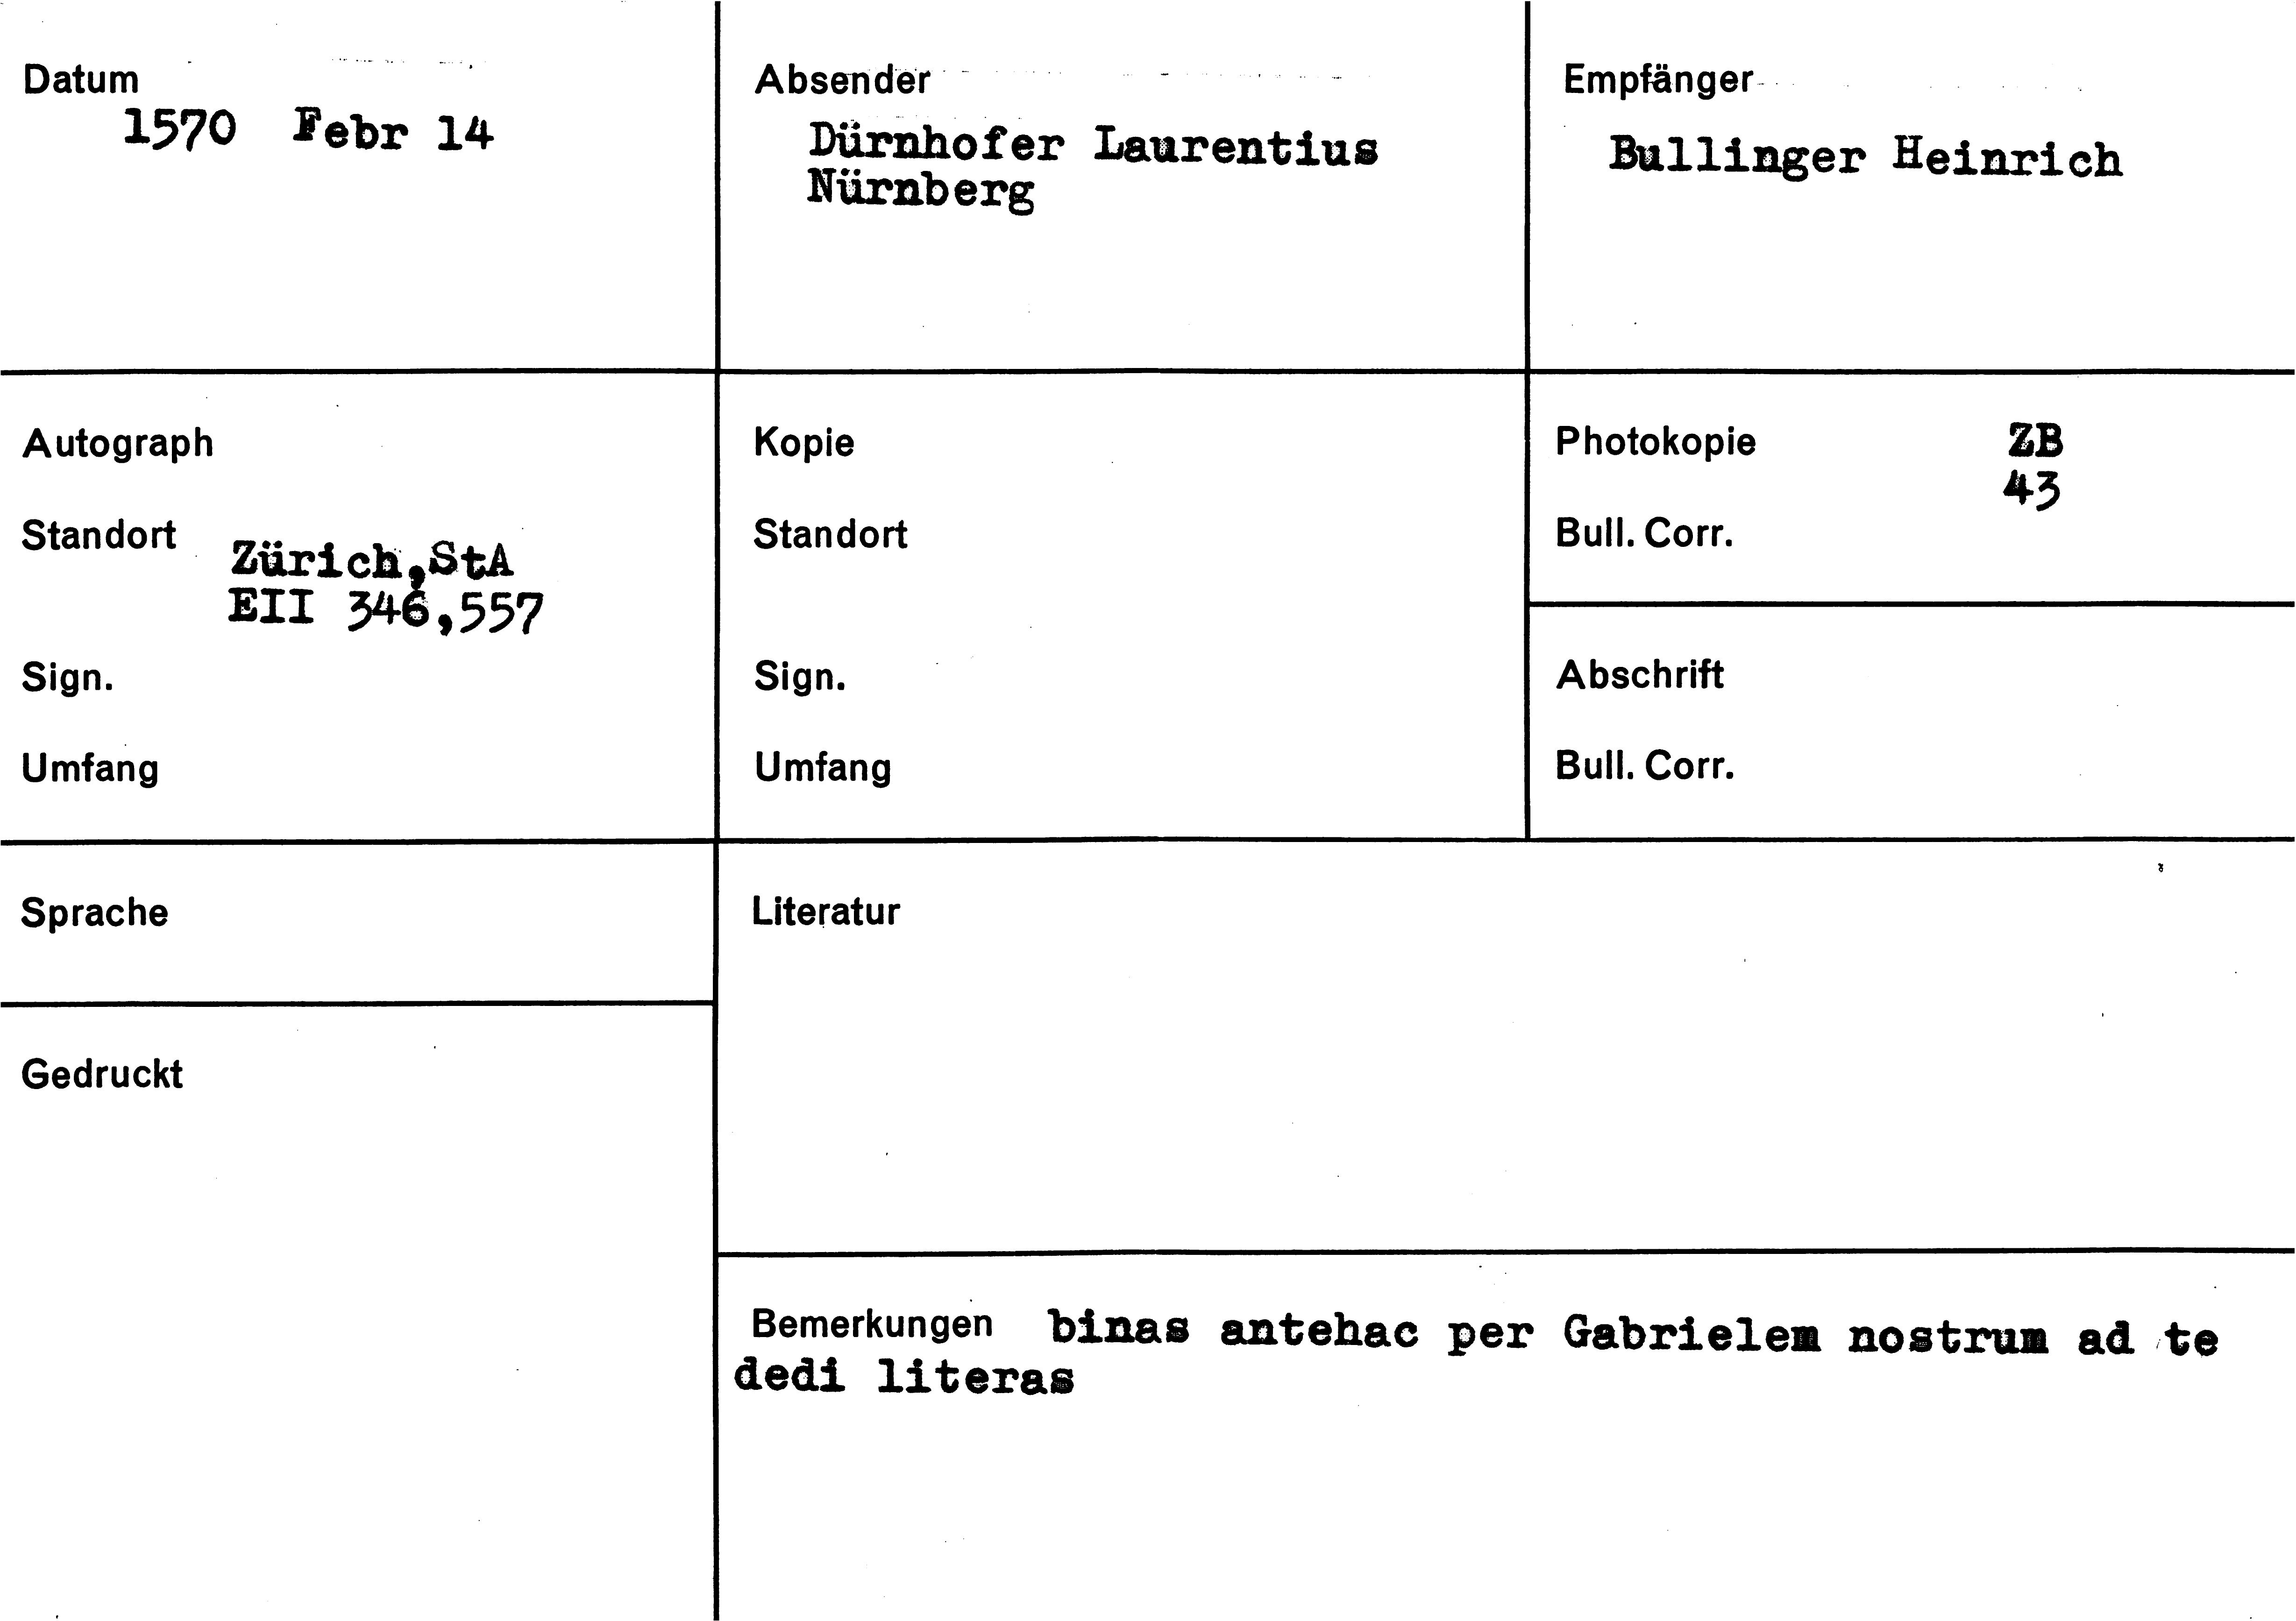 Datum
1570 Febr 14
Absender
Dürnhofer Laurentius
Nürnberg
Empfänger
Bullinger Heinrich
Autograph
Standort
Zürich,StA
EII 346,557
Sign.
Umfang
Kopie
Standort
Sign.
Umfang
Photokopie ZB
43
Bull. Corr.
Abschrift
Bull. Corr.
Sprache
Gedruckt
Literatur
Bemerkungen binas antehac per Gabrielem nostrum ad te
dedi literas